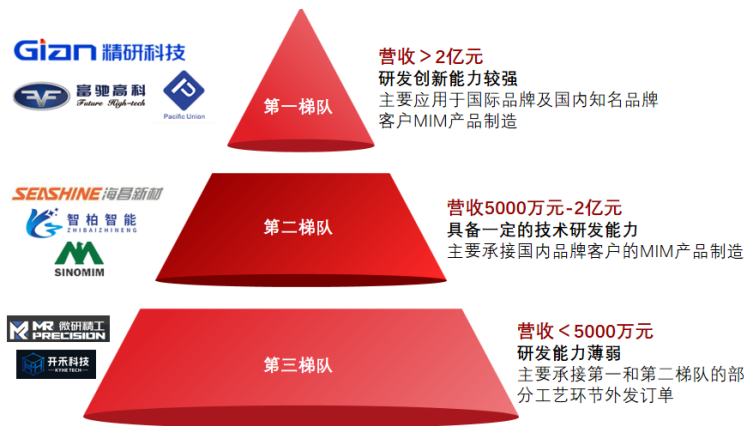 Gian 精研科技
富驰高科
Future High-tech
Pacific Union
第一梯队
营收＞2亿元
研发创新能力较强
主要应用于国际品牌及国内知名品牌
客户MIM产品制造
SEASHINE 海昌新材
智柏智能
ZHIBAIZHINENG
SINOMIM
第二梯队
营收5000万元-2亿元
具备一定的技术研发能力
主要承接国内品牌客户的MIM产品制造
MR 微研精工
PRECISION
开禾科技
KYHE TECH
第三梯队
营收＜5000万元
研发能力薄弱
主要承接第一和第二梯队的部
分工艺环节外发订单